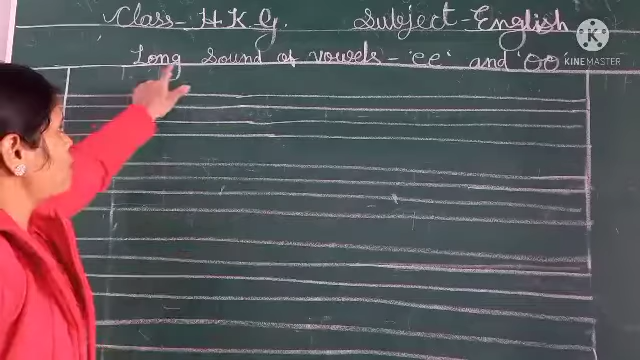 Class - H.K.G. Subject - English
Long sound of vowels - 'ee' and 'oo'
KINEMASTER